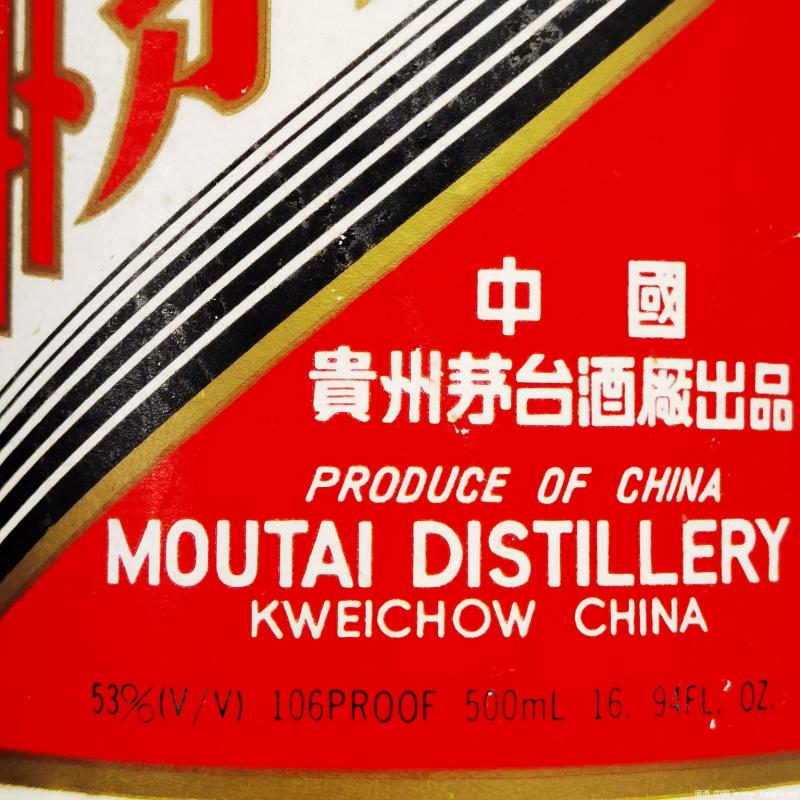 中國
貴州茅台酒廠出品
PRODUCE OF CHINA
MOUTAI DISTILLERY
KWEICHOW CHINA
53%(V/V) 106PROOF 500mL 16. 94FL. OZ.